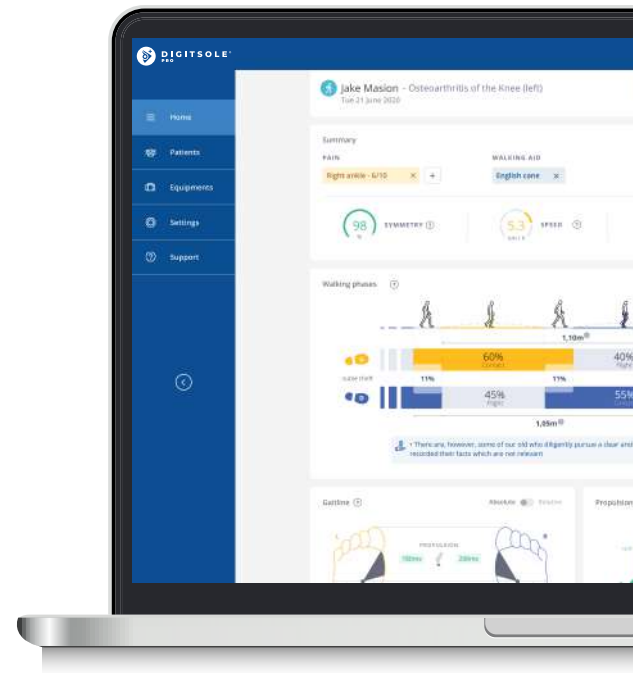 DIGITSOLE
PRO
Home
Patients
Equipments
Settings
Support
Jake Masion - Osteoarthritis of the Knee (left)
Tue 21 June 2020
Summary
PAIN
WALKING AID
Right ankle - 6/10 × +
English cane ×
98
%
SYMMETRY ?
5.3
SPEED ?
Walking phases ?
1,10m
60%
Contact
40%
Flight
11%
11%
45%
Flight
55%
1,05m
• There are, however, some of our old who diligently pursue a clear and
recorded their facts which are not relevant
Gaitline ?
Absolute
Relative
Propulsion
L
R
PROPULSION
180ms
200ms